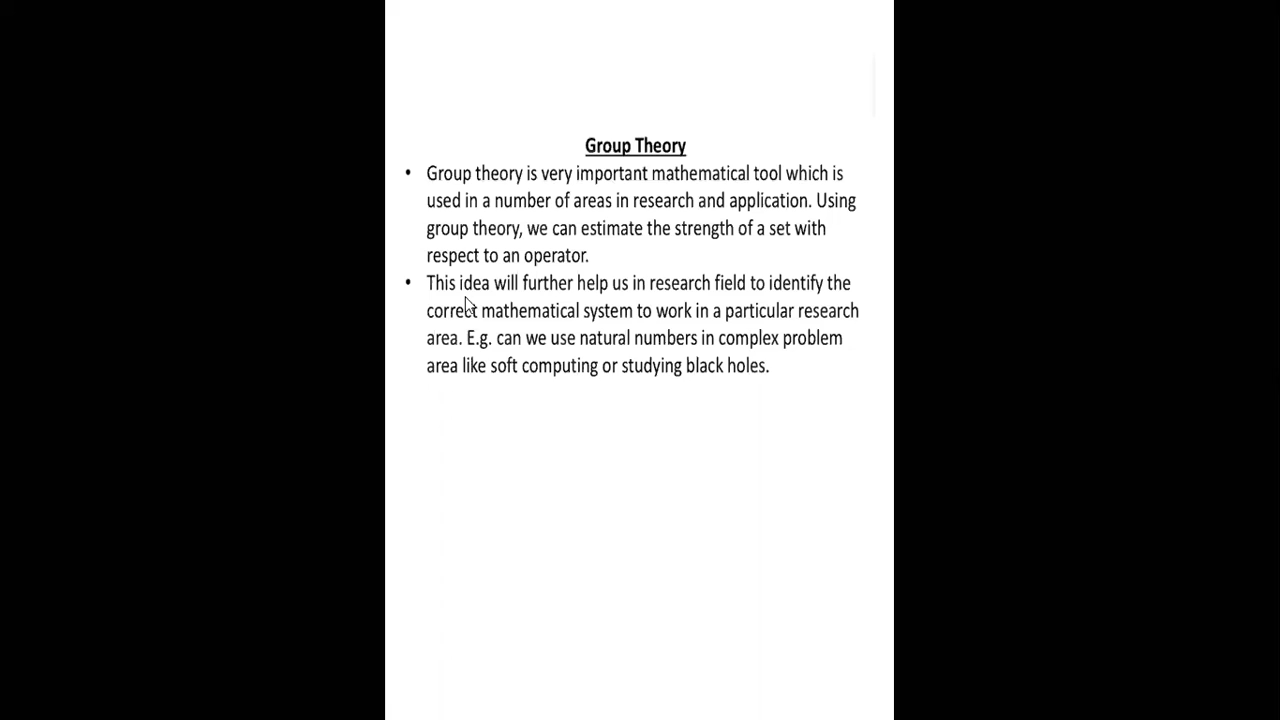 Group Theory
• Group theory is very important mathematical tool which is
used in a number of areas in research and application. Using
group theory, we can estimate the strength of a set with
respect to an operator.
• This idea will further help us in research field to identify the
correct mathematical system to work in a particular research
area. E.g. can we use natural numbers in complex problem
area like soft computing or studying black holes.